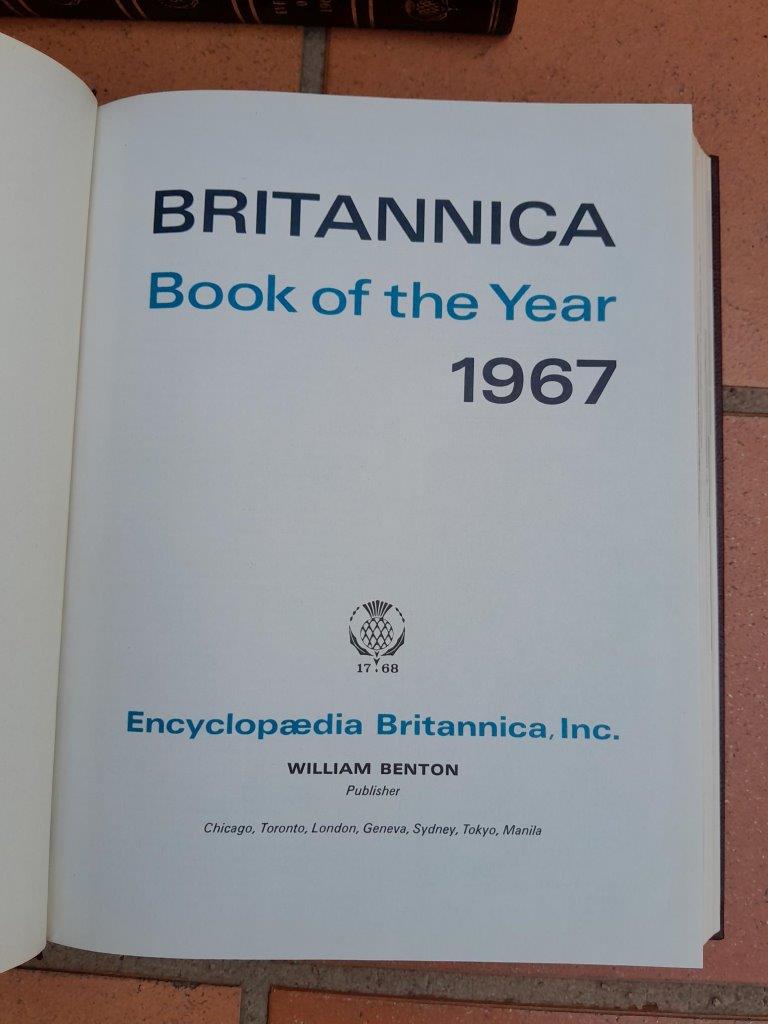 BRITANNICA
Book of the Year
1967
17 68
Encyclopædia Britannica, Inc.
WILLIAM BENTON
Publisher
Chicago, Toronto, London, Geneva, Sydney, Tokyo, Manila